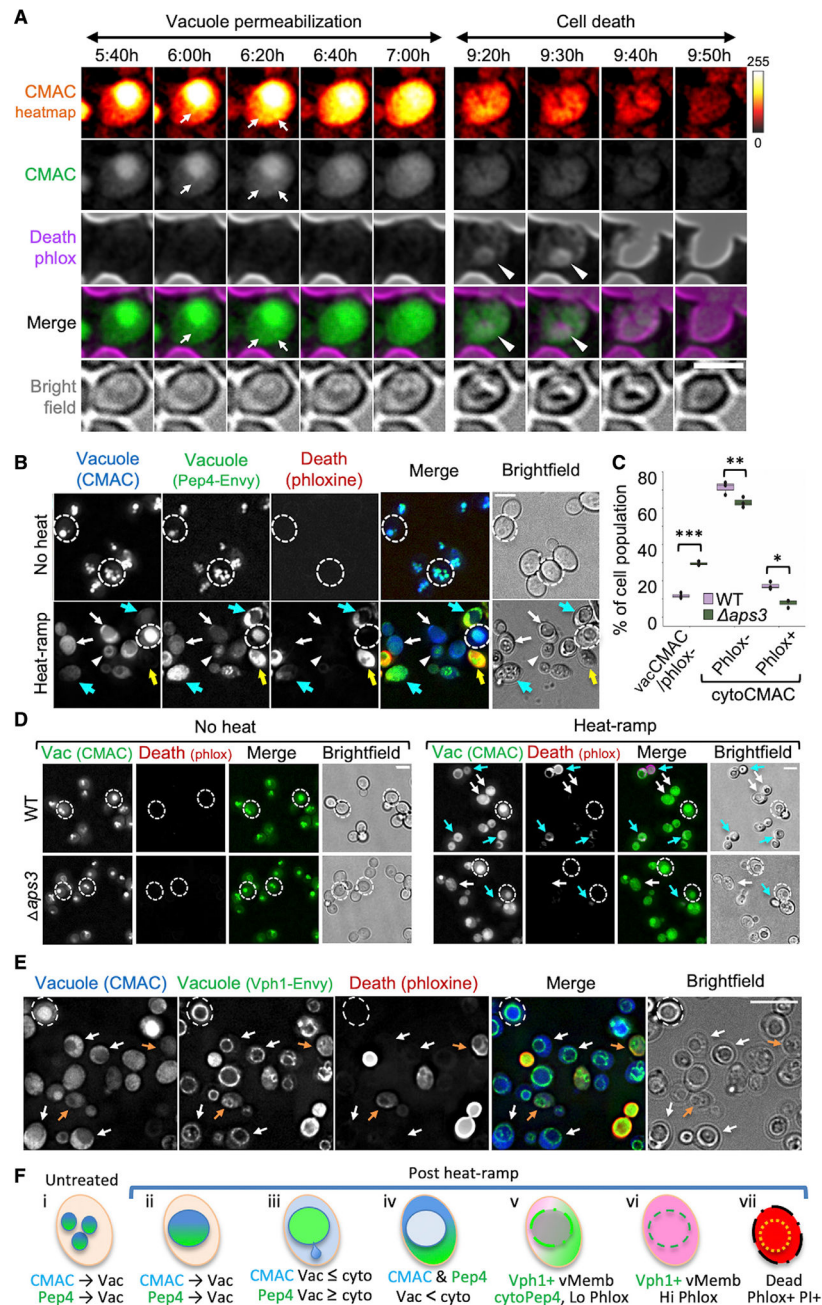 A
Vacuole permeabilization Cell death
5:40h 6:00h 6:20h 6:40h 7:00h 9:20h 9:30h 9:40h 9:50h
CMAC
heatmap
255
0
CMAC
Death
phlox
Merge
Bright
field
B
Vacuole
(CMAC)
Vacuole
(Pep4-Envy)
Death
(phloxine)
Merge
Brightfield
No heat
Heat-ramp
C
% of cell population
80
60
40
20
0
***
**
*
WT
Δaps3
vacCMAC
/phlox-
Phlox-
Phlox+
cytoCMAC
D
No heat Heat-ramp
Vac (CMAC) Death (phlox) Merge Brightfield Vac (CMAC) Death (phlox) Merge Brightfield
WT
Δaps3
E
Vacuole (CMAC) Vacuole (Vph1-Envy) Death (phloxine) Merge Brightfield
F
Untreated Post heat-ramp
i ii iii iv v vi vii
CMAC → Vac
Pep4 → Vac
CMAC → Vac
Pep4 → Vac
CMAC Vac ≤ cyto
Pep4 Vac ≥ cyto
CMAC & Pep4
Vac < cyto
Vph1+ vMemb
cytoPep4, Lo Phlox
Vph1+ vMemb
Hi Phlox
Dead
Phlox+ PI+